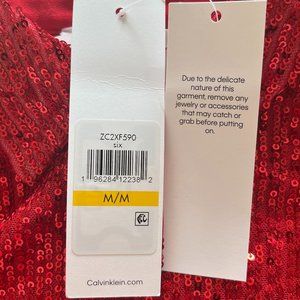 ZC2XF590
six
1 96284 12238 2
M/M
Calvinklein.com
Due to the delicate
nature of this
garment, remove any
jewelry or accessories
that may catch or
grab before putting
on.